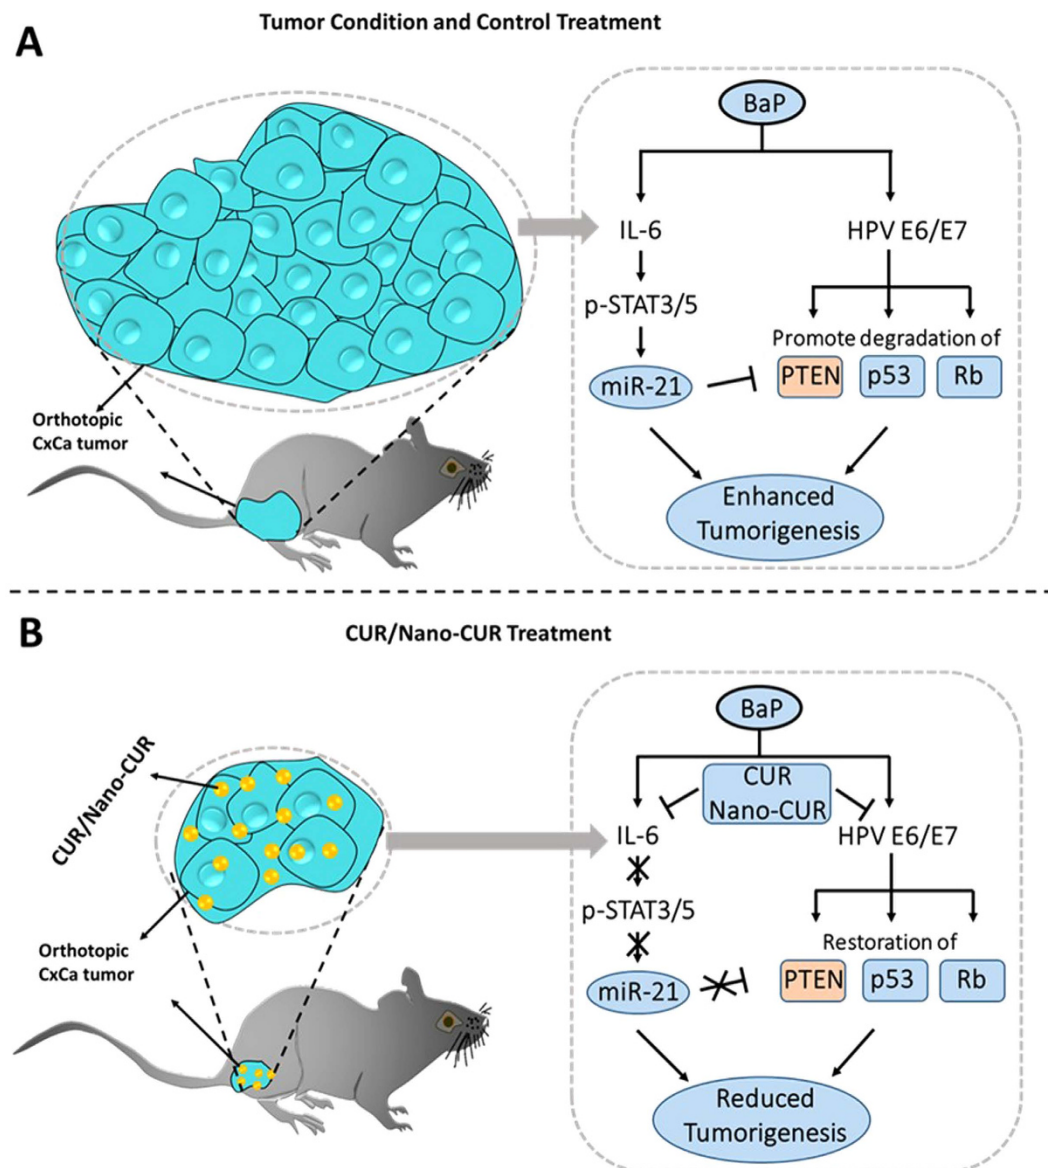 Tumor Condition and Control Treatment
A
BaP
IL-6
HPV E6/E7
p-STAT3/5
Promote degradation of
miR-21
PTEN
p53
Rb
Orthotopic
CxCa tumor
Enhanced
Tumorigenesis
B
CUR/Nano-CUR Treatment
BaP
CUR
Nano-CUR
CUR/Nano-CUR
IL-6
HPV E6/E7
p-STAT3/5
Restoration of
Orthotopic
CxCa tumor
miR-21
PTEN
p53
Rb
Reduced
Tumorigenesis